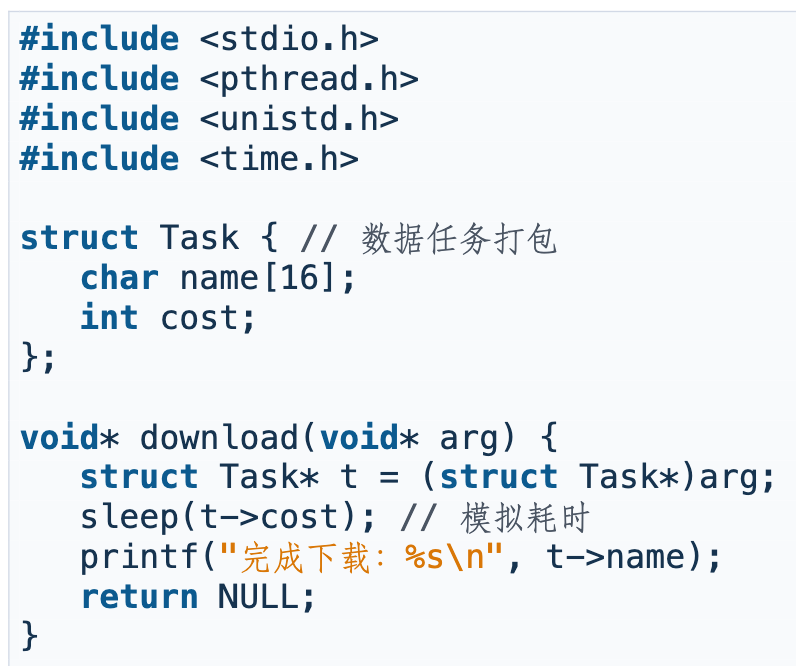 #include <stdio.h>
#include <pthread.h>
#include <unistd.h>
#include <time.h>

struct Task { // 数据任务打包
   char name[16];
   int cost;
};

void* download(void* arg) {
   struct Task* t = (struct Task*)arg;
   sleep(t->cost); // 模拟耗时
   printf("完成下载: %s\n", t->name);
   return NULL;
}